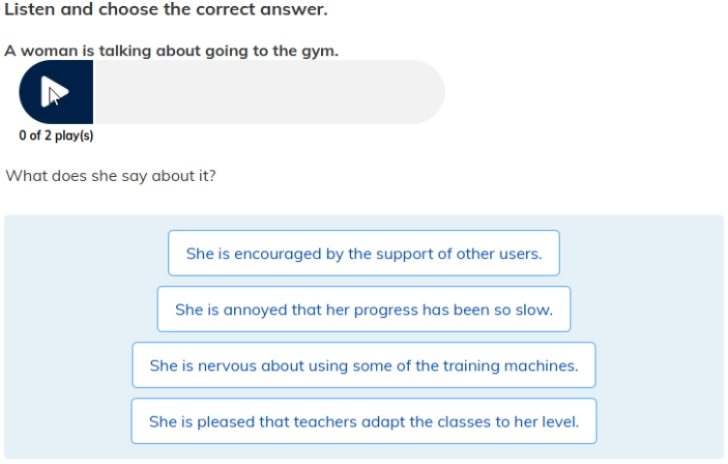 Listen and choose the correct answer.
A woman is talking about going to the gym.
0 of 2 play(s)
What does she say about it?
She is encouraged by the support of other users.
She is annoyed that her progress has been so slow.
She is nervous about using some of the training machines.
She is pleased that teachers adapt the classes to her level.